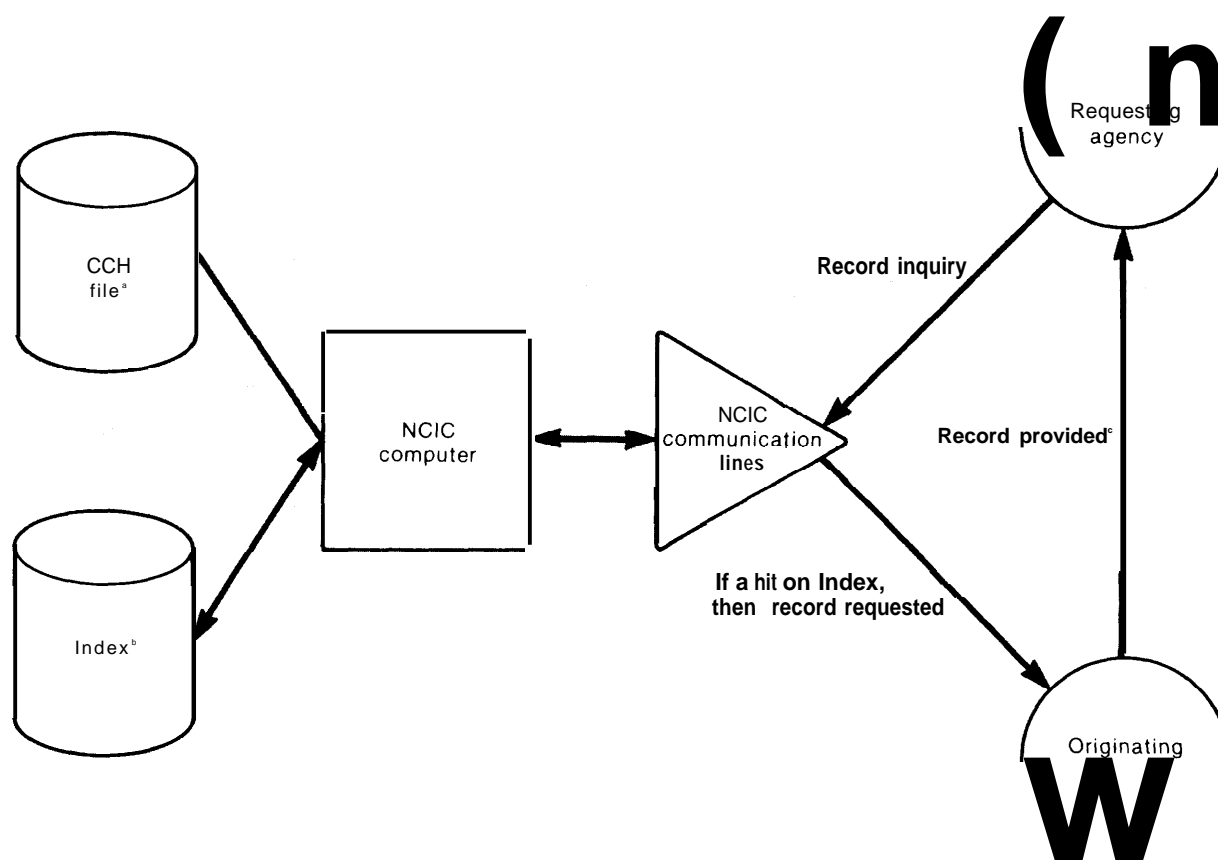 ( n
Requesting
agency
CCH
file^a
Record inquiry
NCIC
computer
NCIC
communication
lines
Record provided^c
If a hit on Index,
then record requested
Index^b
Originating
W